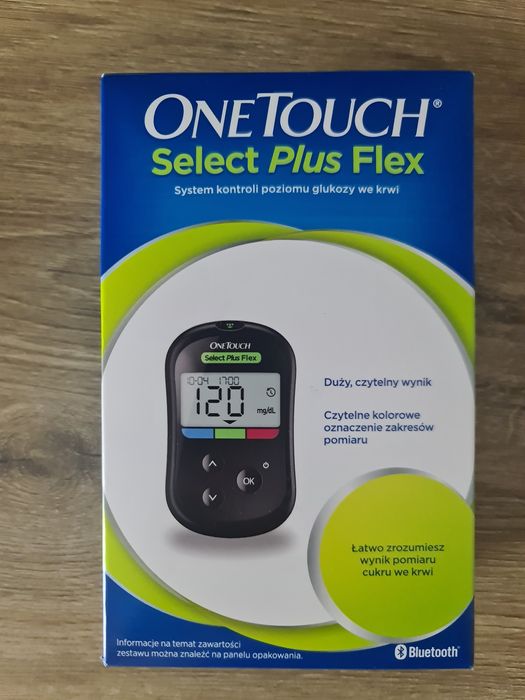 ONETOUCH®
Select Plus Flex
System kontroli poziomu glukozy we krwi
ONETOUCH
Select Plus Flex
10-04 17:00
120
mg/dL
OK
Duży, czytelny wynik
Czytelne kolorowe
oznaczenie zakresów
pomiaru
Łatwo zrozumiesz
wynik pomiaru
cukru we krwi
Informacje na temat zawartości
zestawu można znaleźć na panelu opakowania.
Bluetooth®